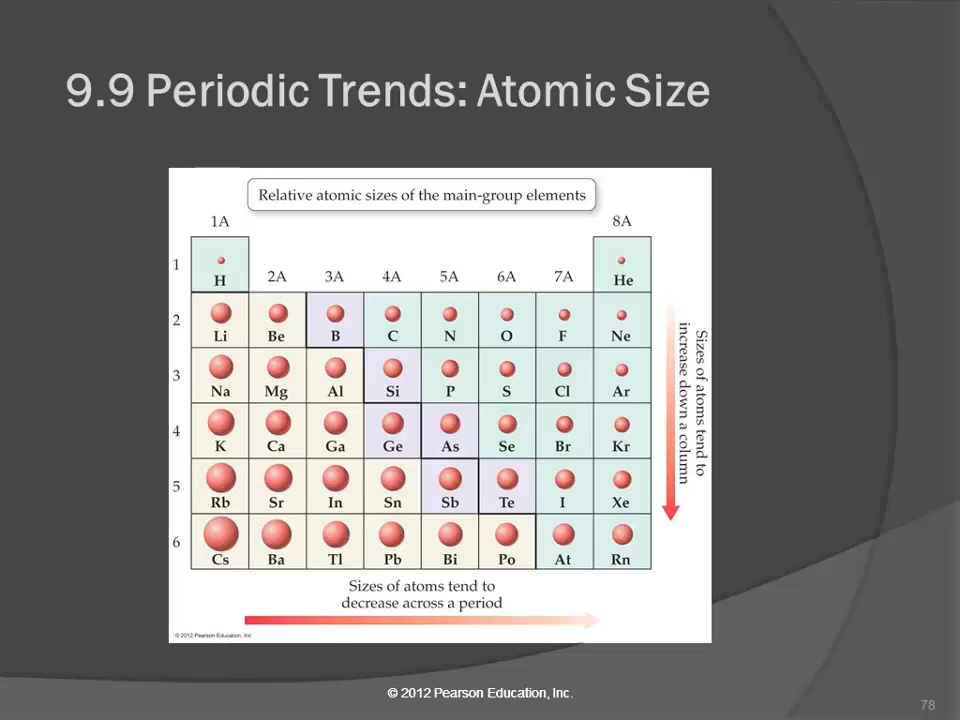 9.9 Periodic Trends: Atomic Size
Relative atomic sizes of the main-group elements
1A 8A
1 H 2A 3A 4A 5A 6A 7A He
2 Li Be B C N O F Ne
3 Na Mg Al Si P S Cl Ar
4 K Ca Ga Ge As Se Br Kr
5 Rb Sr In Sn Sb Te I Xe
6 Cs Ba Tl Pb Bi Po At Rn
Sizes of atoms tend to
increase down a column
Sizes of atoms tend to
decrease across a period
© 2012 Pearson Education, Inc
© 2012 Pearson Education, Inc.
78